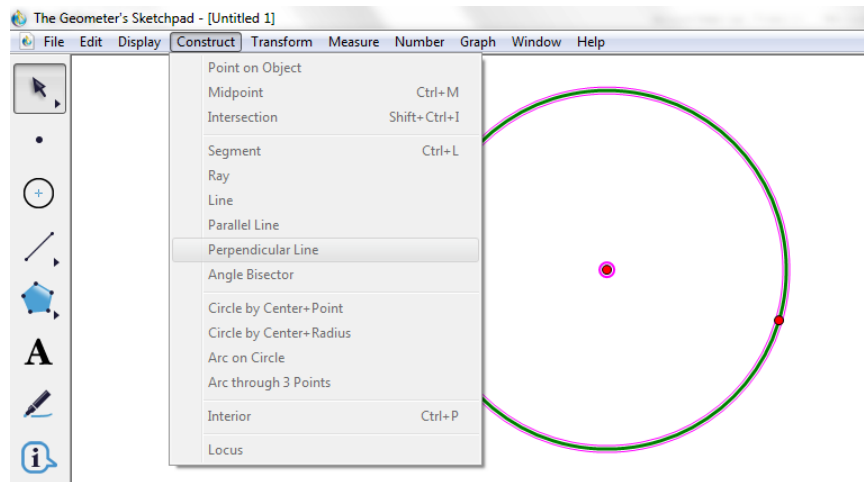 The Geometer's Sketchpad - [Untitled 1]
File Edit Display Construct Transform Measure Number Graph Window Help
Point on Object
Midpoint Ctrl+M
Intersection Shift+Ctrl+I
Segment Ctrl+L
Ray
Line
Parallel Line
Perpendicular Line
Angle Bisector
Circle by Center+Point
Circle by Center+Radius
Arc on Circle
Arc through 3 Points
Interior Ctrl+P
Locus
A
i